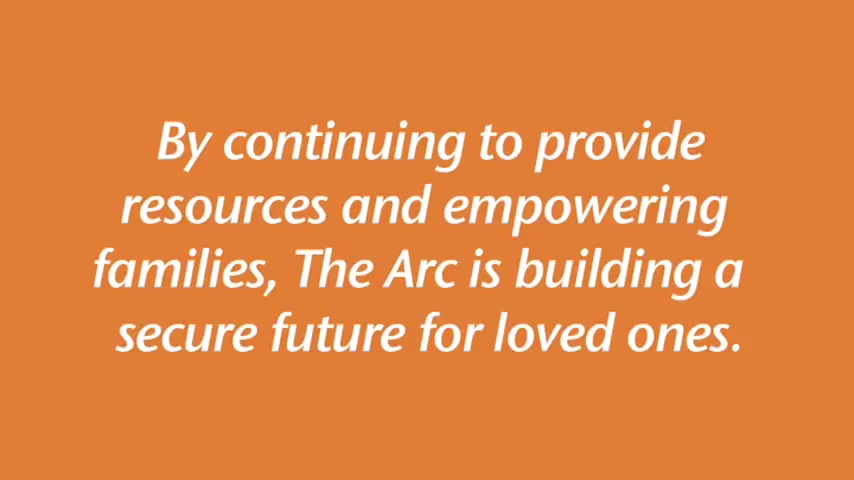 By continuing to provide
resources and empowering
families, The Arc is building a
secure future for loved ones.